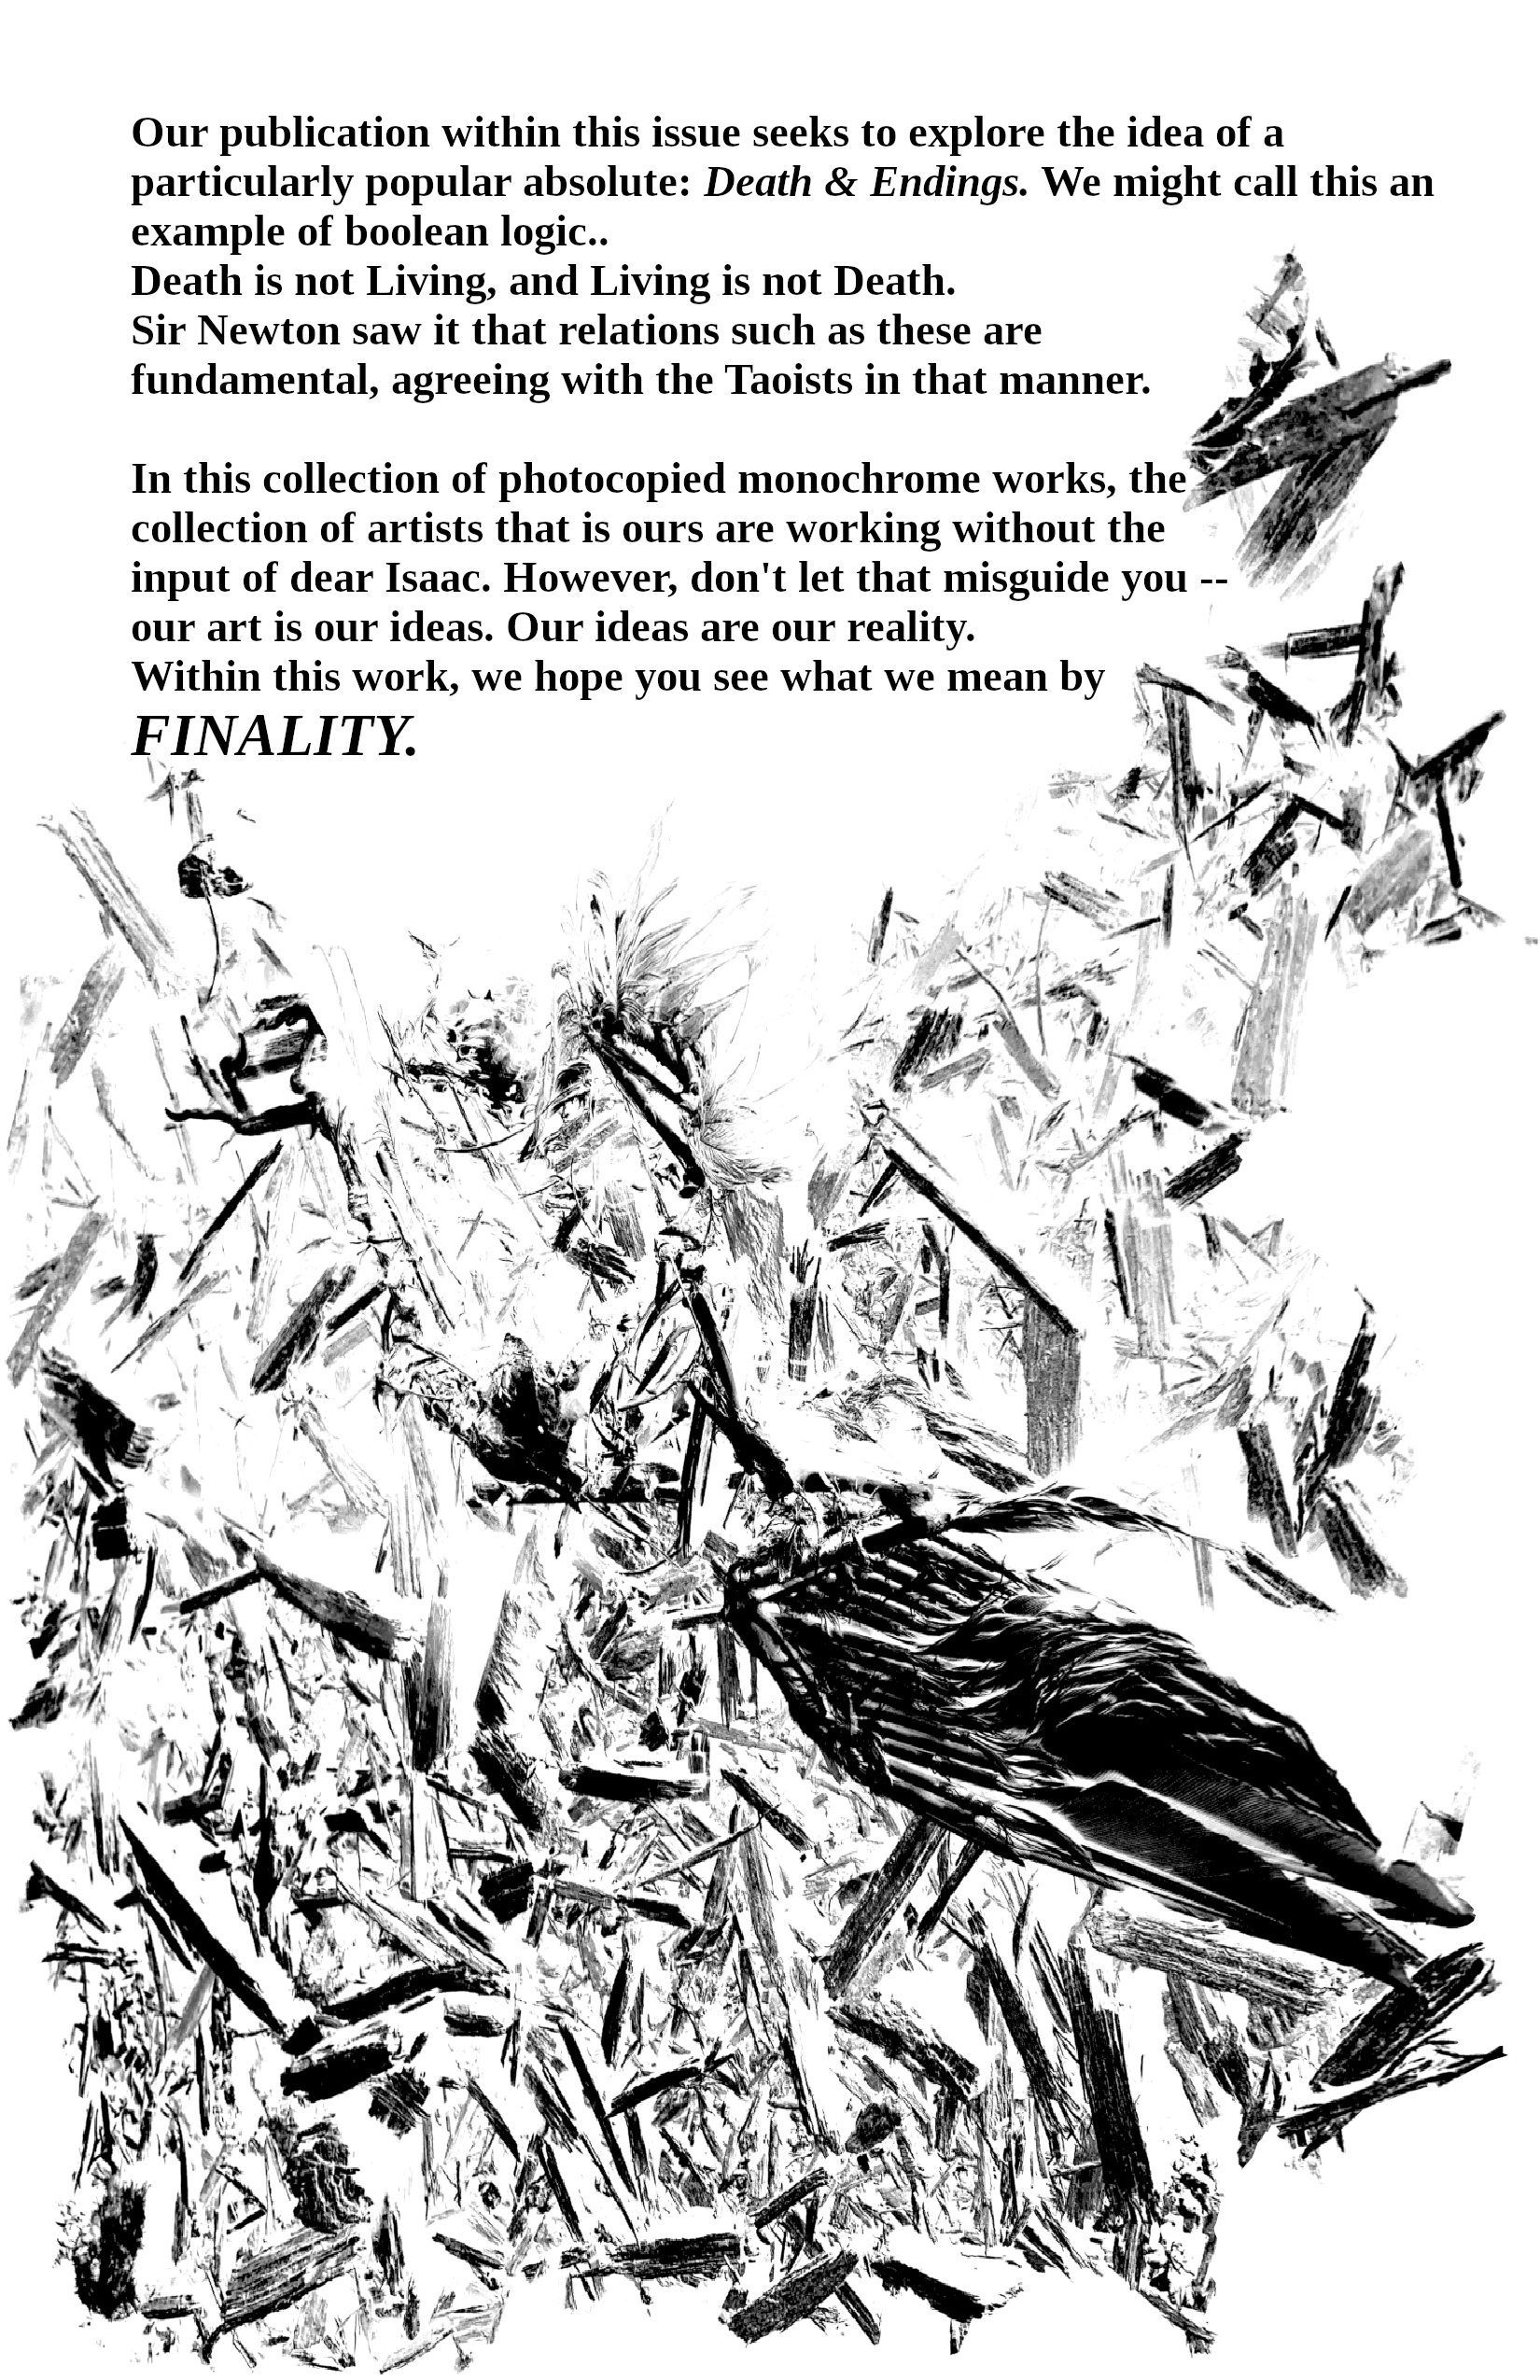 Our publication within this issue seeks to explore the idea of a
particularly popular absolute: Death & Endings. We might call this an
example of boolean logic..
Death is not Living, and Living is not Death.
Sir Newton saw it that relations such as these are
fundamental, agreeing with the Taoists in that manner.
In this collection of photocopied monochrome works, the
collection of artists that is ours are working without the
input of dear Isaac. However, don't let that misguide you --
our art is our ideas. Our ideas are our reality.
Within this work, we hope you see what we mean by
FINALITY.